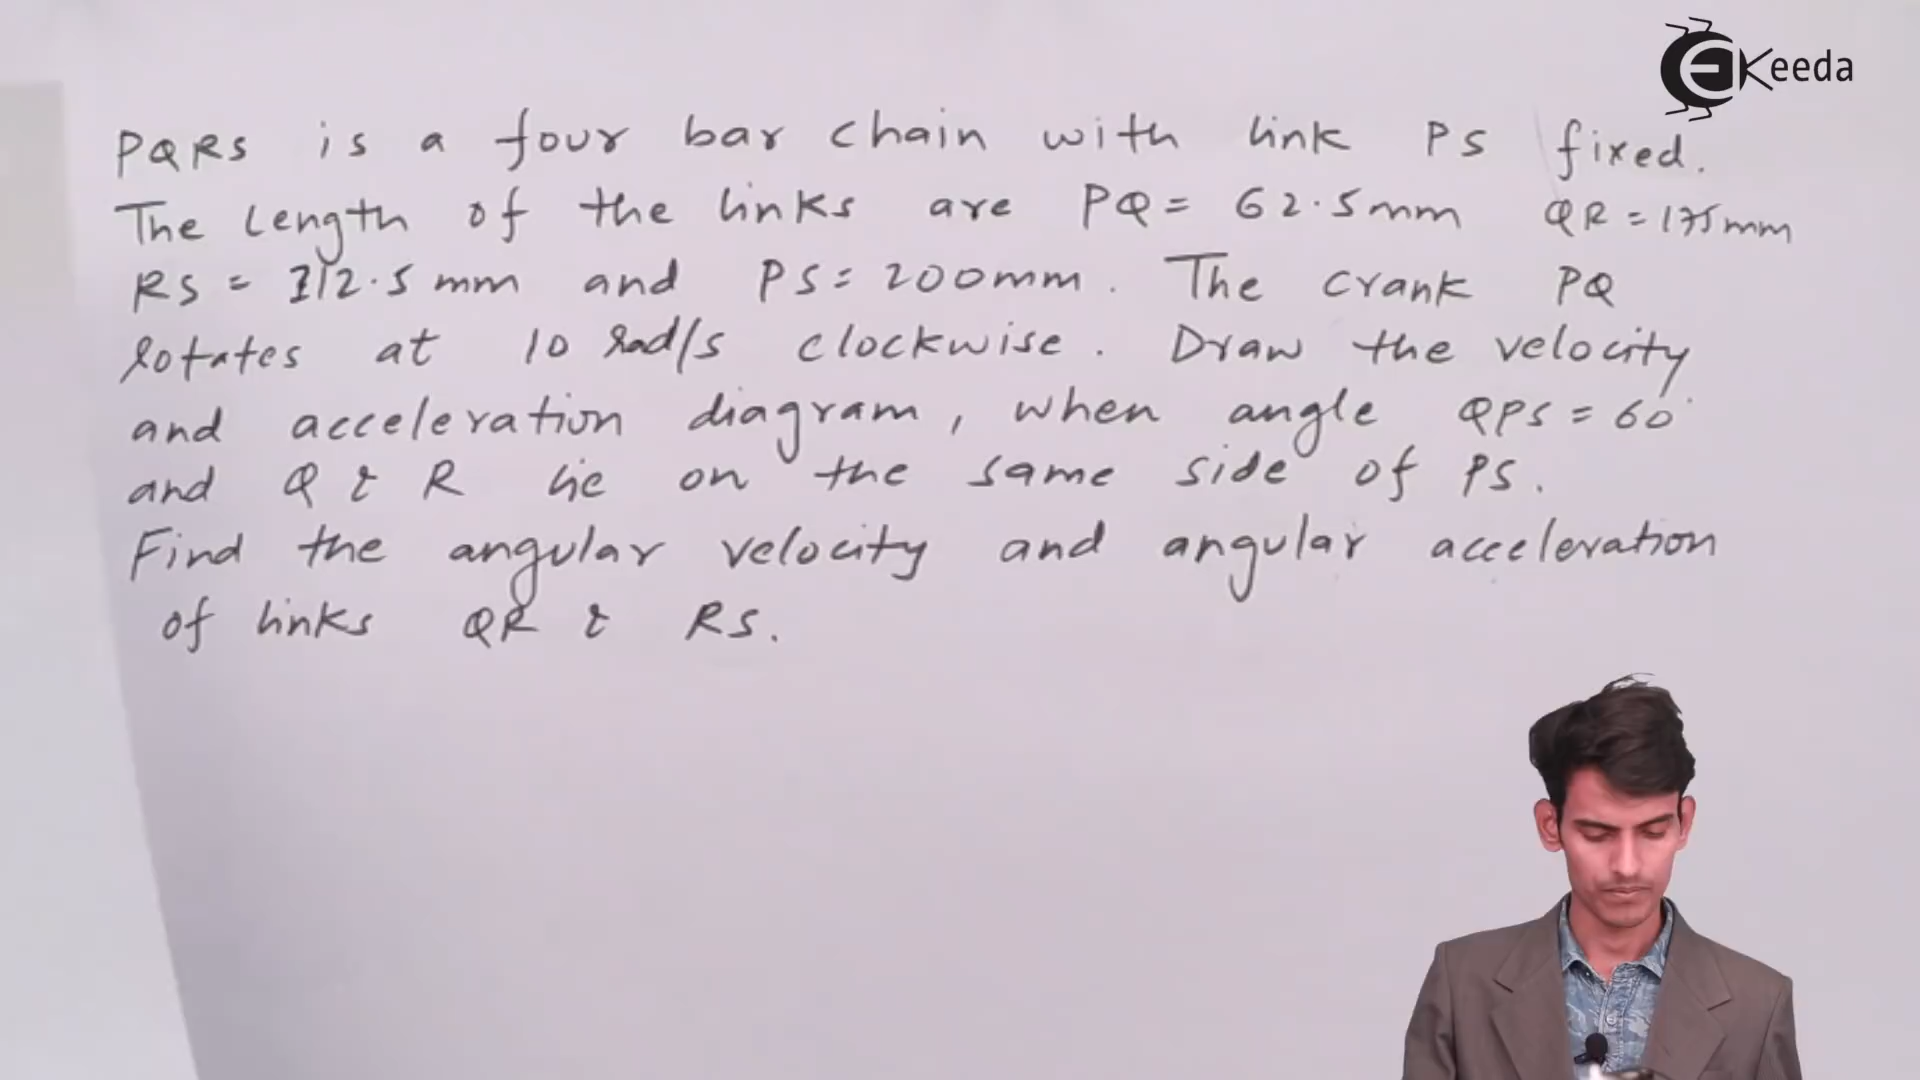 EKeeda
PQRS is a four bar chain with link PS fixed.
The Length of the links are PQ = 62.5mm QR = 175mm
RS = 112.5 mm and PS = 200mm. The crank PQ
rotates at 10 rad/s clockwise. Draw the velocity
and acceleration diagram, when angle QPS = 60°
and Q & R lie on the same side of PS.
Find the angular velocity and angular acceleration
of links QR & RS.